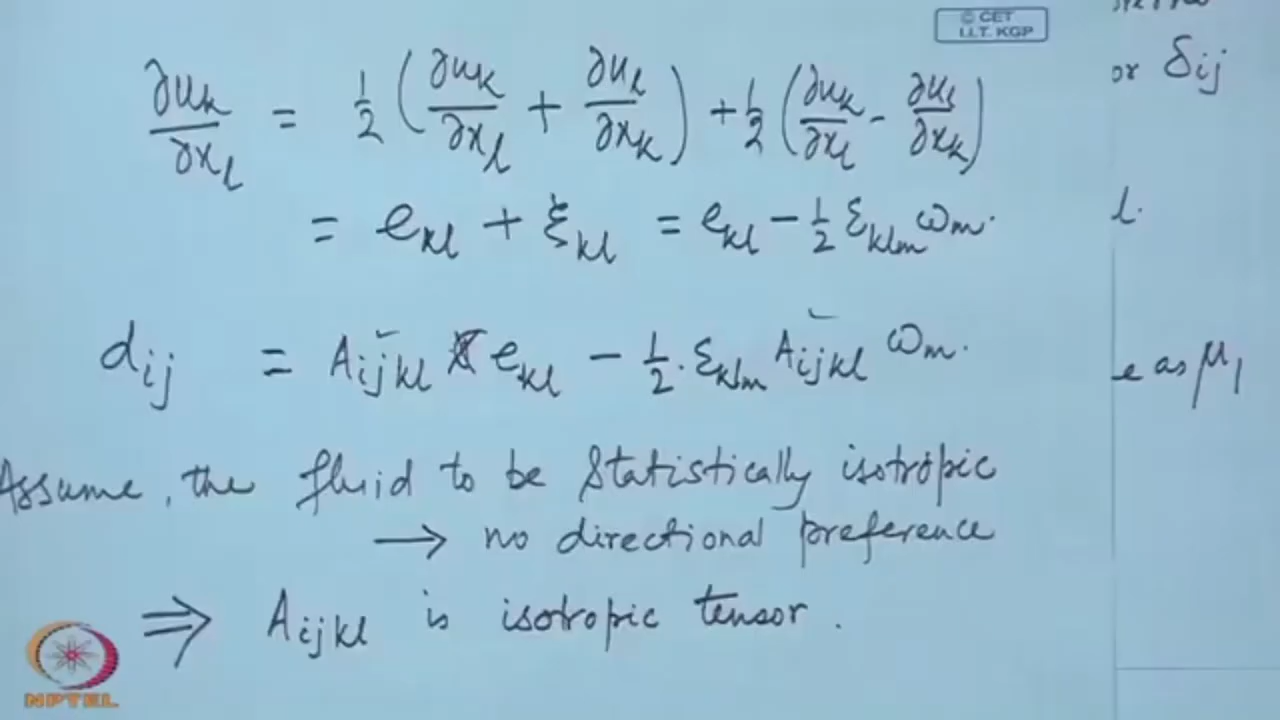 © CET
I.I.T. KGP
∂u_k/∂x_l = 1/2 (∂u_k/∂x_l + ∂u_l/∂x_k) + 1/2 (∂u_k/∂x_l - ∂u_l/∂x_k)
or δ_ij
= e_kl + ξ_kl = e_kl - 1/2 ε_klm ω_m.
l.
d_ij = A_ijkl e_kl - 1/2. ε_klm A_ijkl ω_m.
e as μ_1
Assume, the fluid to be statistically isotropic
→ no directional preference
⇒ A_ijkl is isotropic tensor.
NPTEL